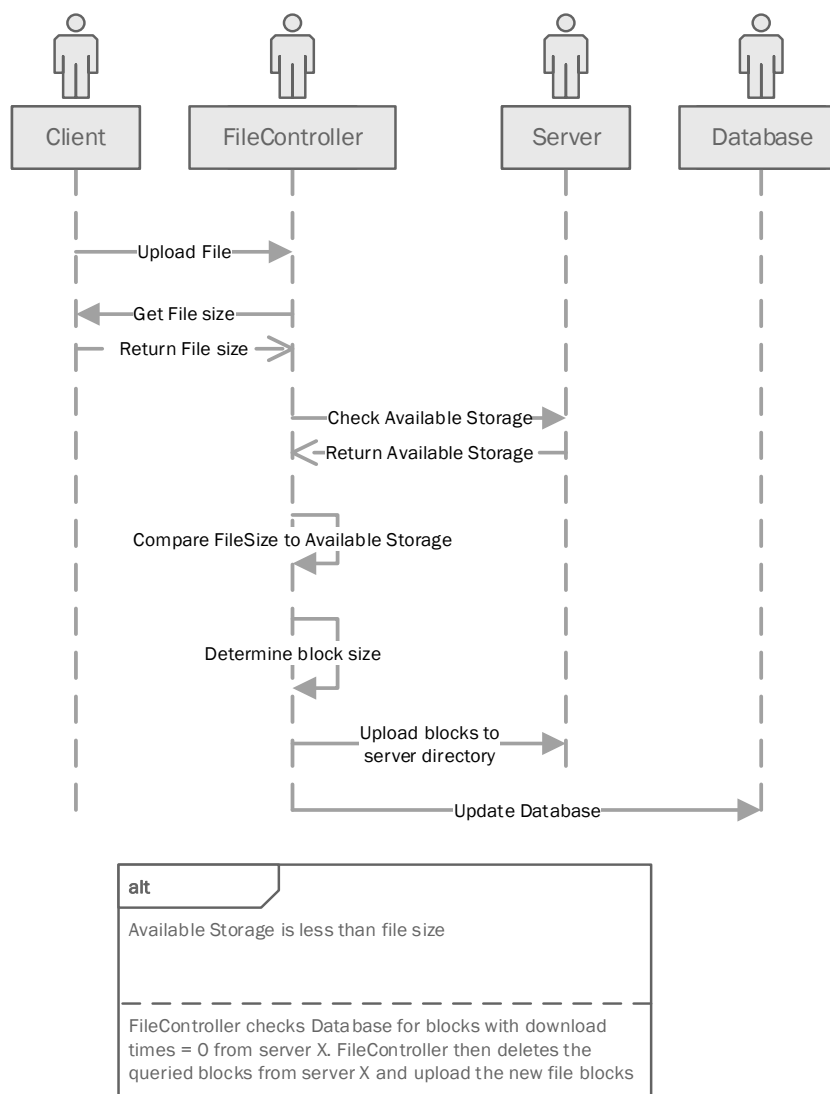 Client
FileController
Server
Database
Upload File
Get File size
Return File size
Check Available Storage
Return Available Storage
Compare FileSize to Available Storage
Determine block size
Upload blocks to
server directory
Update Database
alt
Available Storage is less than file size
FileController checks Database for blocks with download
times = 0 from server X. FileController then deletes the
queried blocks from server X and upload the new file blocks